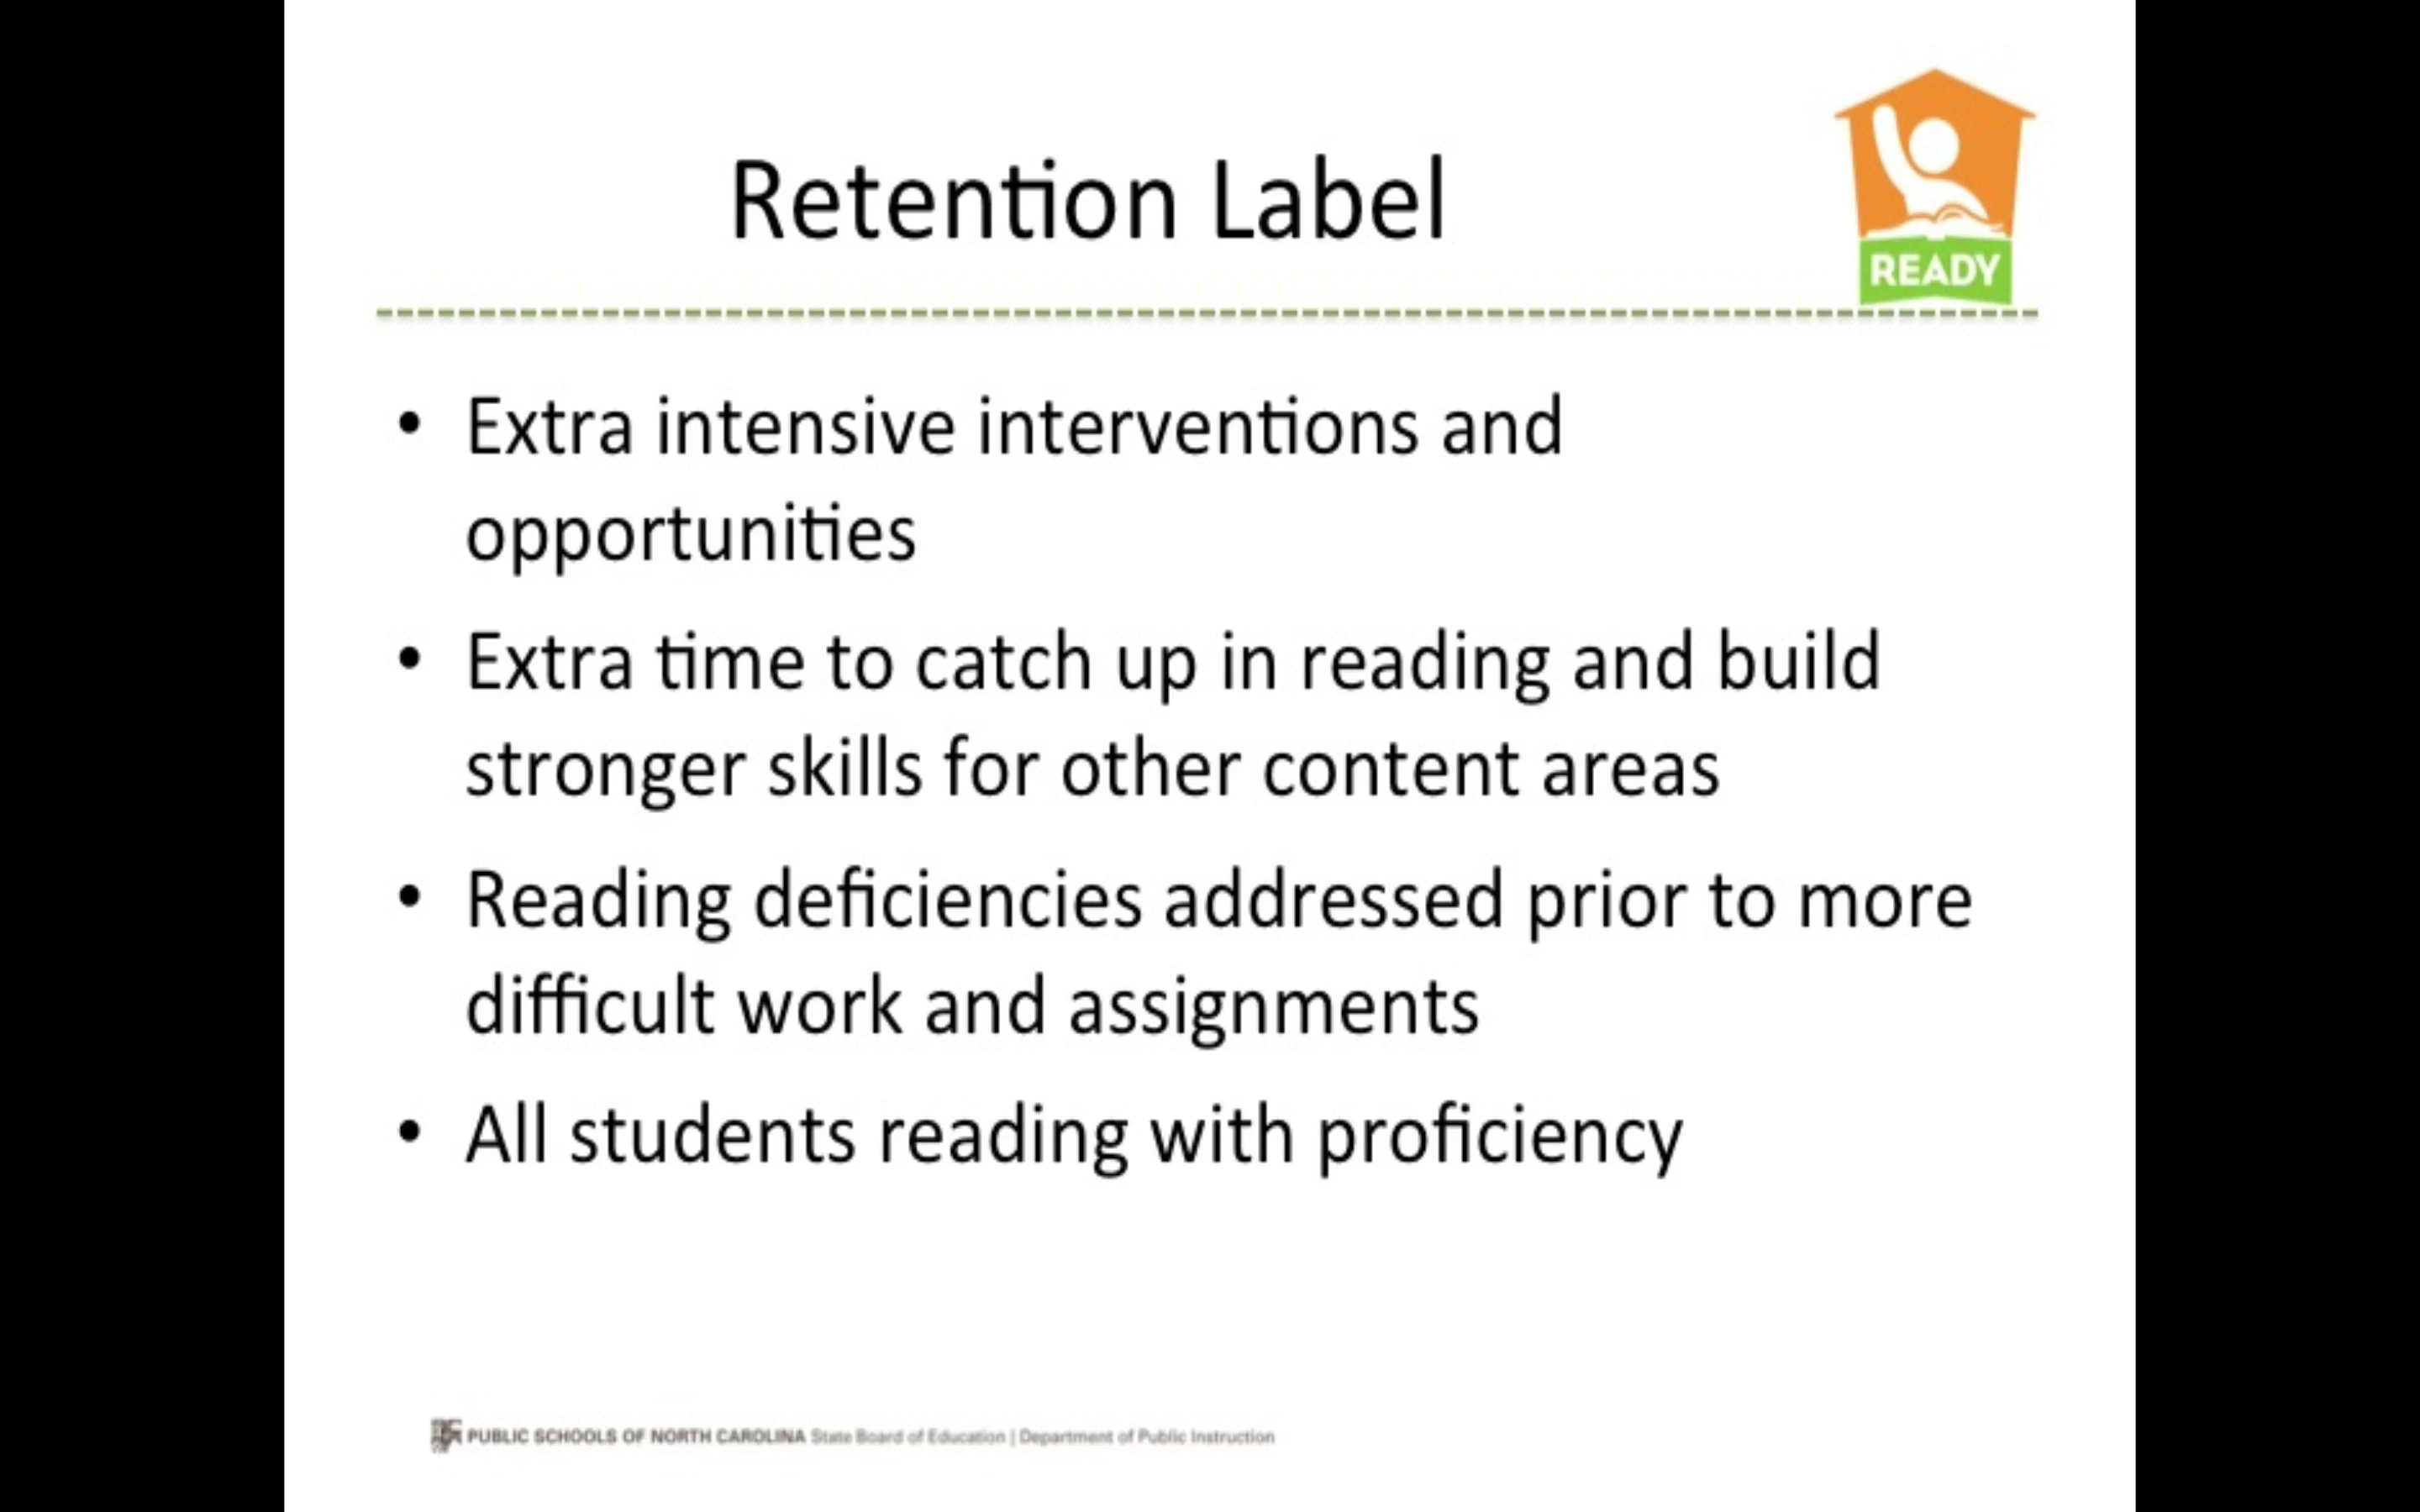 Retention Label
READY
• Extra intensive interventions and
opportunities
• Extra time to catch up in reading and build
stronger skills for other content areas
• Reading deficiencies addressed prior to more
difficult work and assignments
• All students reading with proficiency
PUBLIC SCHOOLS OF NORTH CAROLINA State Board of Education | Department of Public Instruction